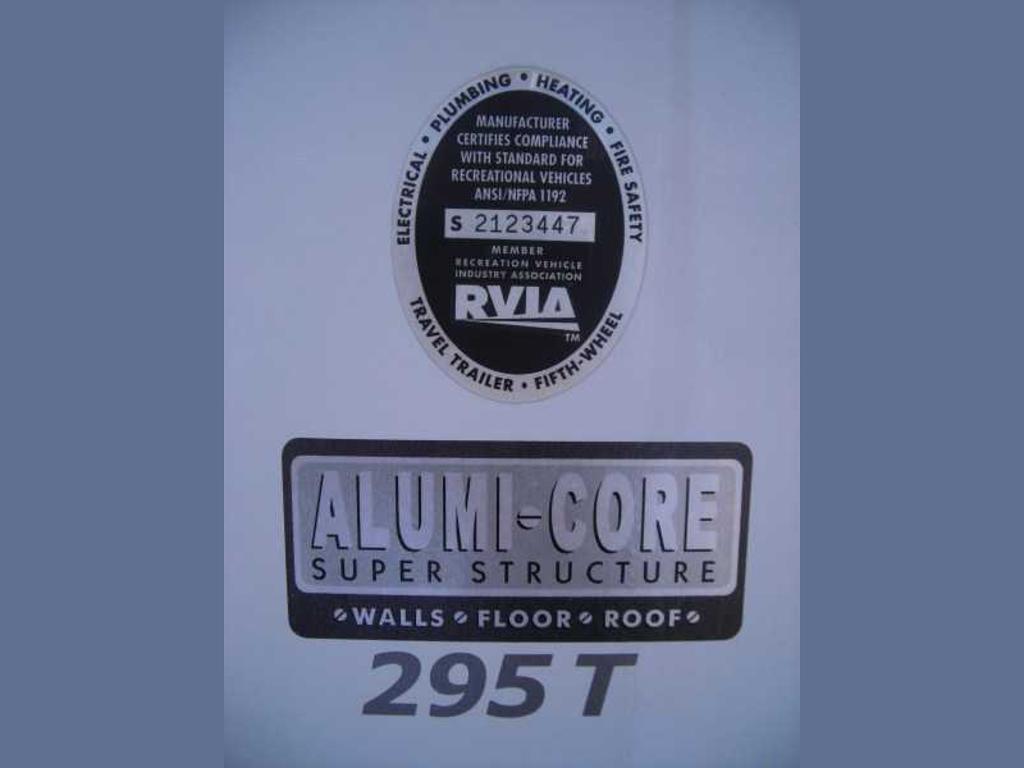 ELECTRICAL • PLUMBING • HEATING • FIRE SAFETY
MANUFACTURER
CERTIFIES COMPLIANCE
WITH STANDARD FOR
RECREATIONAL VEHICLES
ANSI/NFPA 1192
S 2123447
MEMBER
RECREATION VEHICLE
INDUSTRY ASSOCIATION
RVIA
TM
TRAVEL TRAILER • FIFTH-WHEEL
ALUMI-CORE
SUPER STRUCTURE
• WALLS • FLOOR • ROOF •
295 T